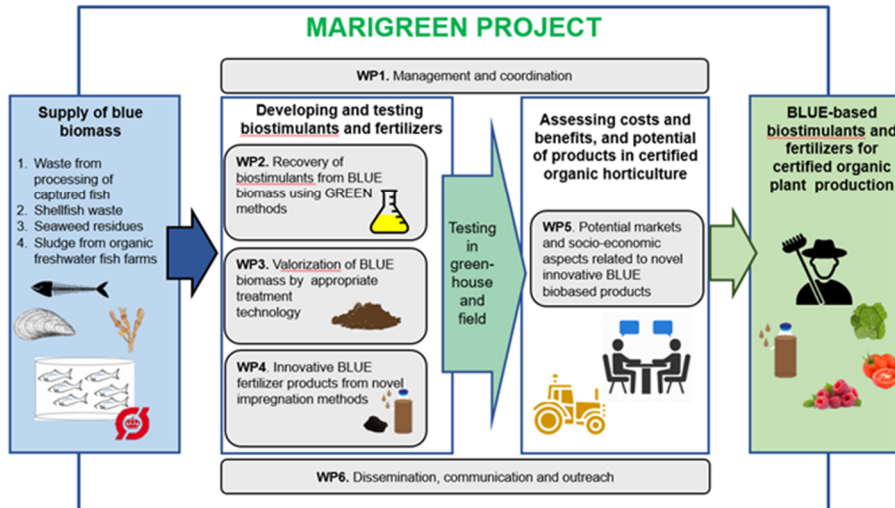 MARIGREEN PROJECT
WP1. Management and coordination
Supply of blue
biomass
1. Waste from
processing of
captured fish
2. Shellfish waste
3. Seaweed residues
4. Sludge from organic
freshwater fish farms
Developing and testing
biostimulants and fertilizers
WP2. Recovery of
biostimulants from BLUE
biomass using GREEN
methods
WP3. Valorization of BLUE
biomass by appropriate
treatment
technology
WP4. Innovative BLUE
fertilizer products from novel
impregnation methods
Testing
in
green-
house
and
field
Assessing costs and
benefits, and potential
of products in certified
organic horticulture
WP5. Potential markets
and socio-economic
aspects related to novel
innovative BLUE
biobased products
BLUE-based
biostimulants and
fertilizers for
certified organic
plant production
WP6. Dissemination, communication and outreach